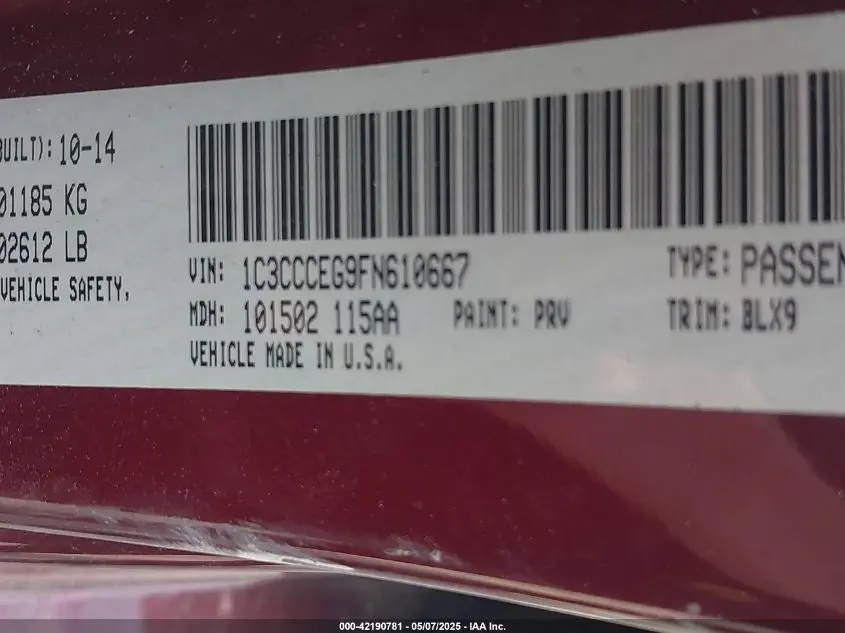 BUILT): 10-14
01185 KG
02612 LB
VEHICLE SAFETY,
VIN: 1C3CCCEG9FN610667
TYPE: PASSEN
MDH: 101502 115AA
PAINT: PRV
TRIM: BLX9
VEHICLE MADE IN U.S.A.
000-42190781 - 05/07/2025 - IAA Inc.